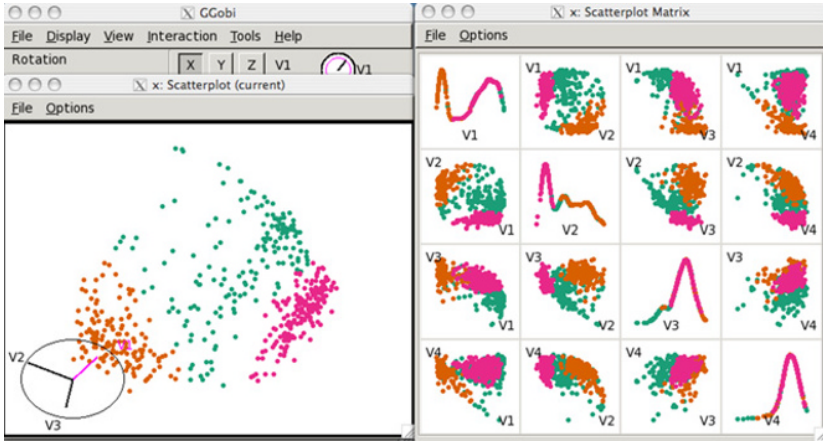 GGobi
File Display View Interaction Tools Help
Rotation X Y Z V1 V1
x: Scatterplot (current)
File Options
V1
V2
V3
x: Scatterplot Matrix
File Options
V1 V1 V1 V1
V2 V3 V4
V2 V2 V2
V1 V2 V3 V4
V3 V3 V3
V1 V2 V3 V4
V4 V4 V4
V1 V2 V3 V4